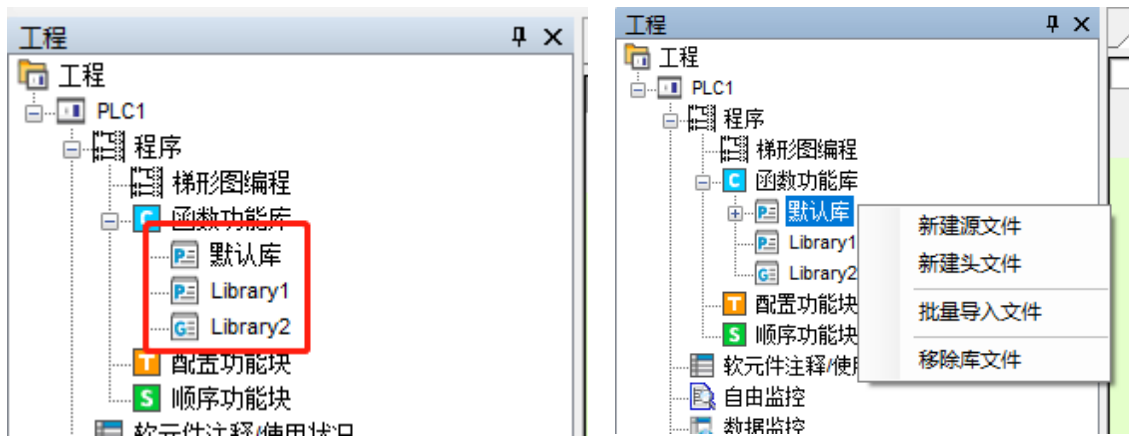 工程
工程
PLC1
程序
梯形图编程
函数功能库
默认库
Library1
Library2
配置功能块
顺序功能块
软元件注释/使用状况
工程
工程
PLC1
程序
梯形图编程
函数功能库
默认库
Library1
Library2
配置功能块
顺序功能块
软元件注释/使用
自由监控
数据监控
新建源文件
新建头文件
批量导入文件
移除库文件